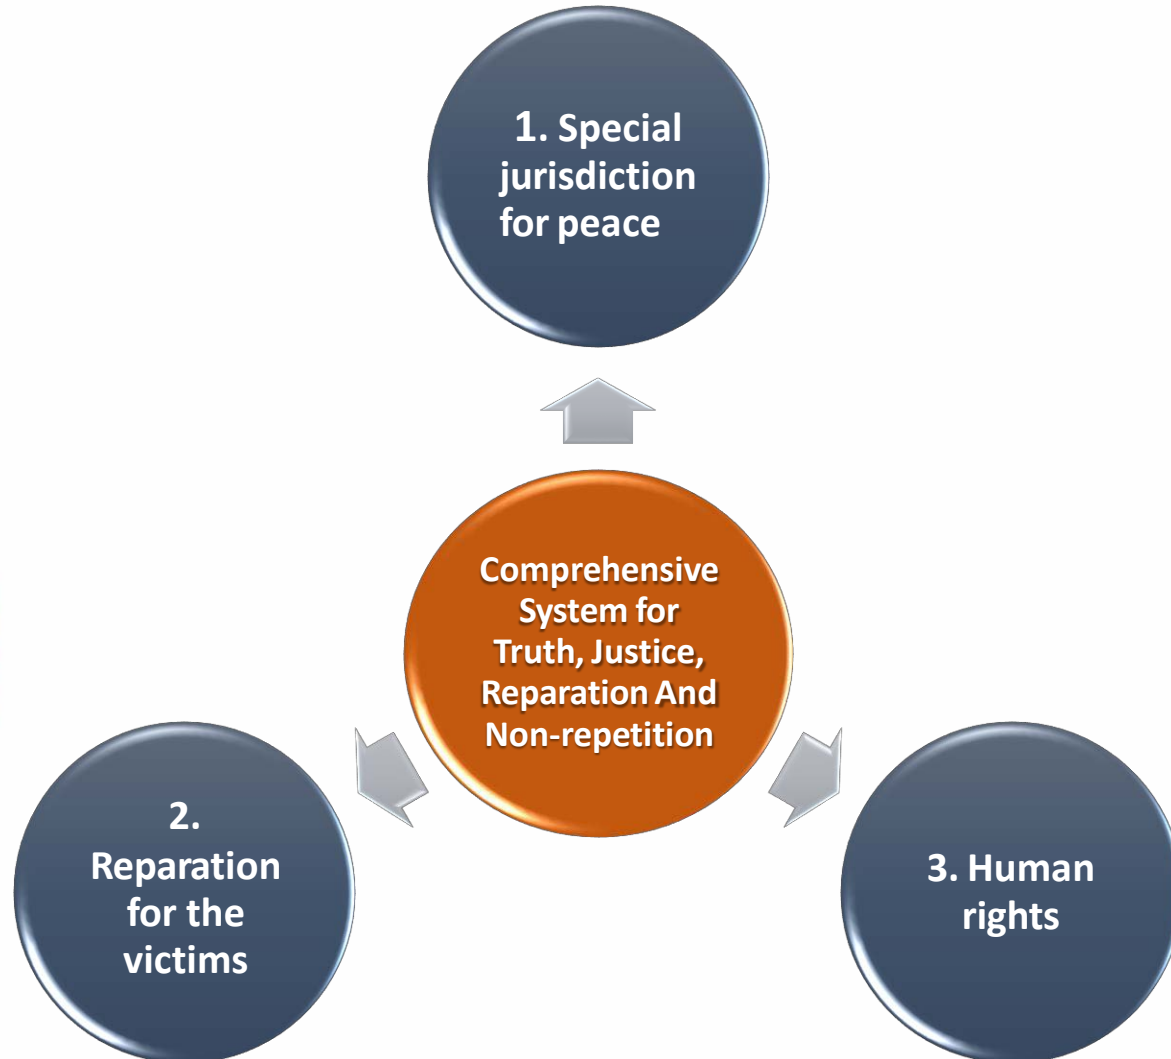 1. Special
jurisdiction
for peace
Comprehensive
System for
Truth, Justice,
Reparation And
Non-repetition
2.
Reparation
for the
victims
3. Human
rights